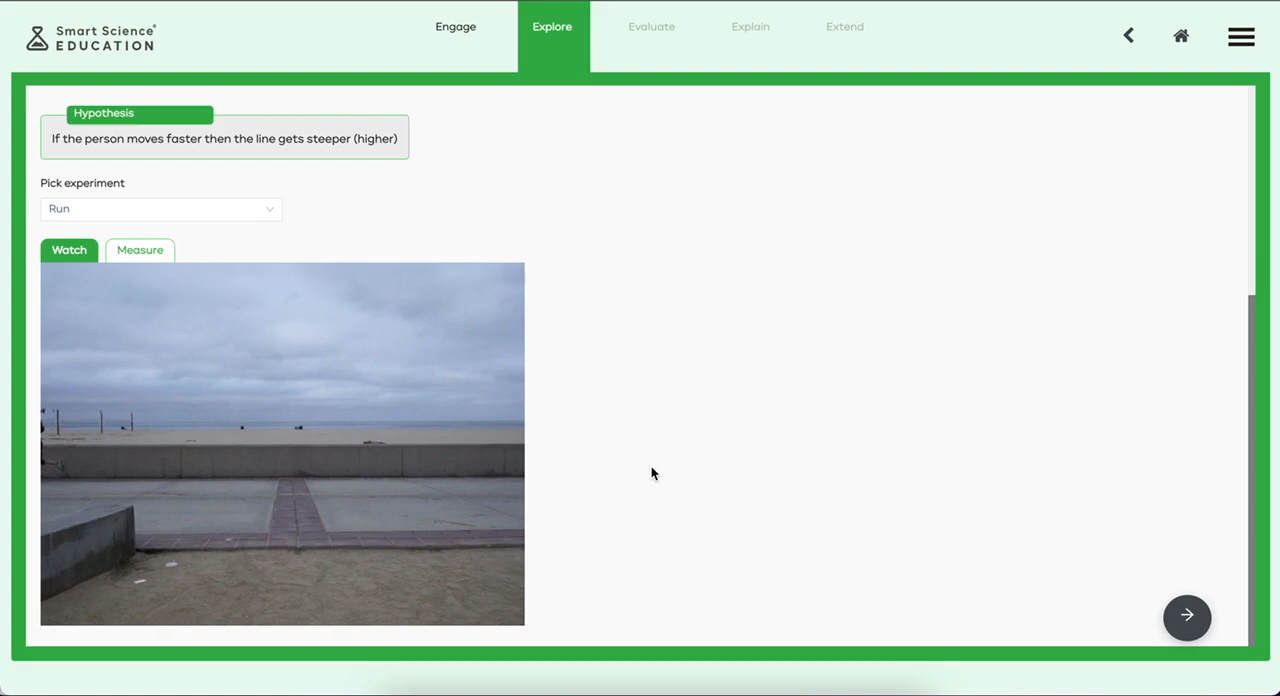 Smart Science®
EDUCATION
Engage
Explore
Evaluate
Explain
Extend
Hypothesis
If the person moves faster then the line gets steeper (higher)
Pick experiment
Run
Watch
Measure